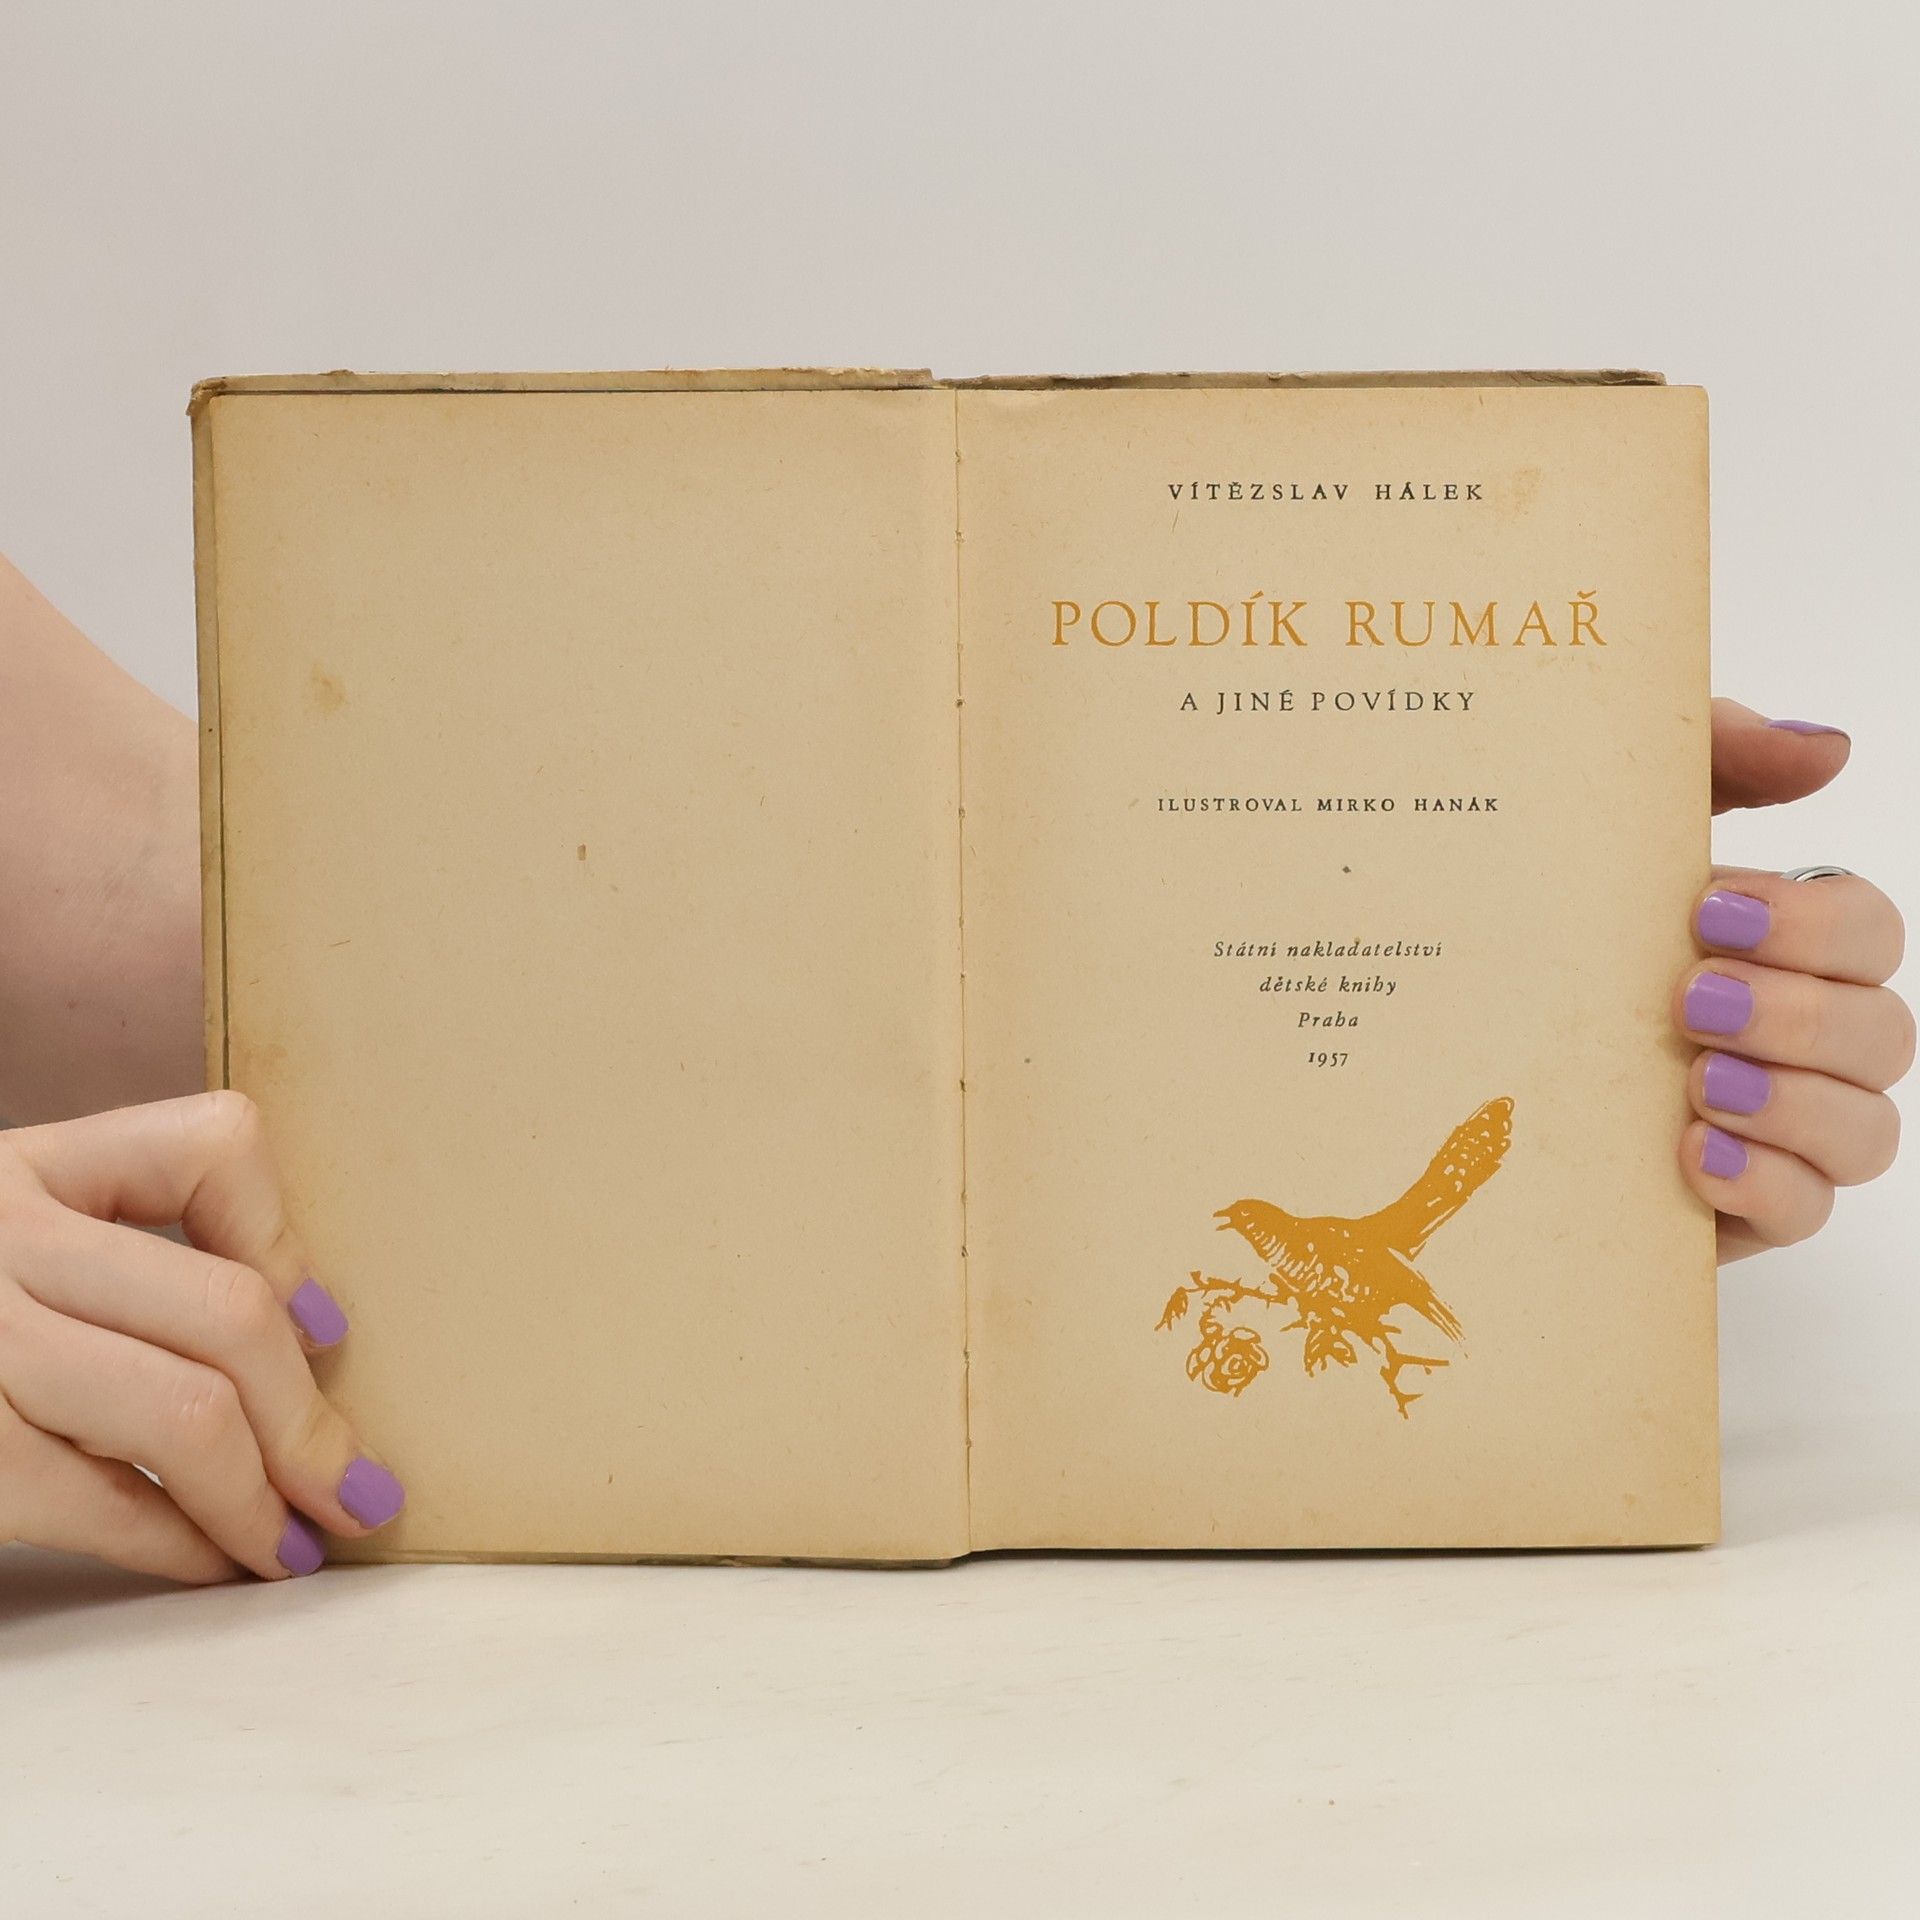 VÍTĚZSLAV HÁLEK
POLDÍK RUMAŘ
A JINÉ POVÍDKY
ILUSTROVAL MIRKO HANÁK
Státní nakladatelství
dětské knihy
Praha
1957